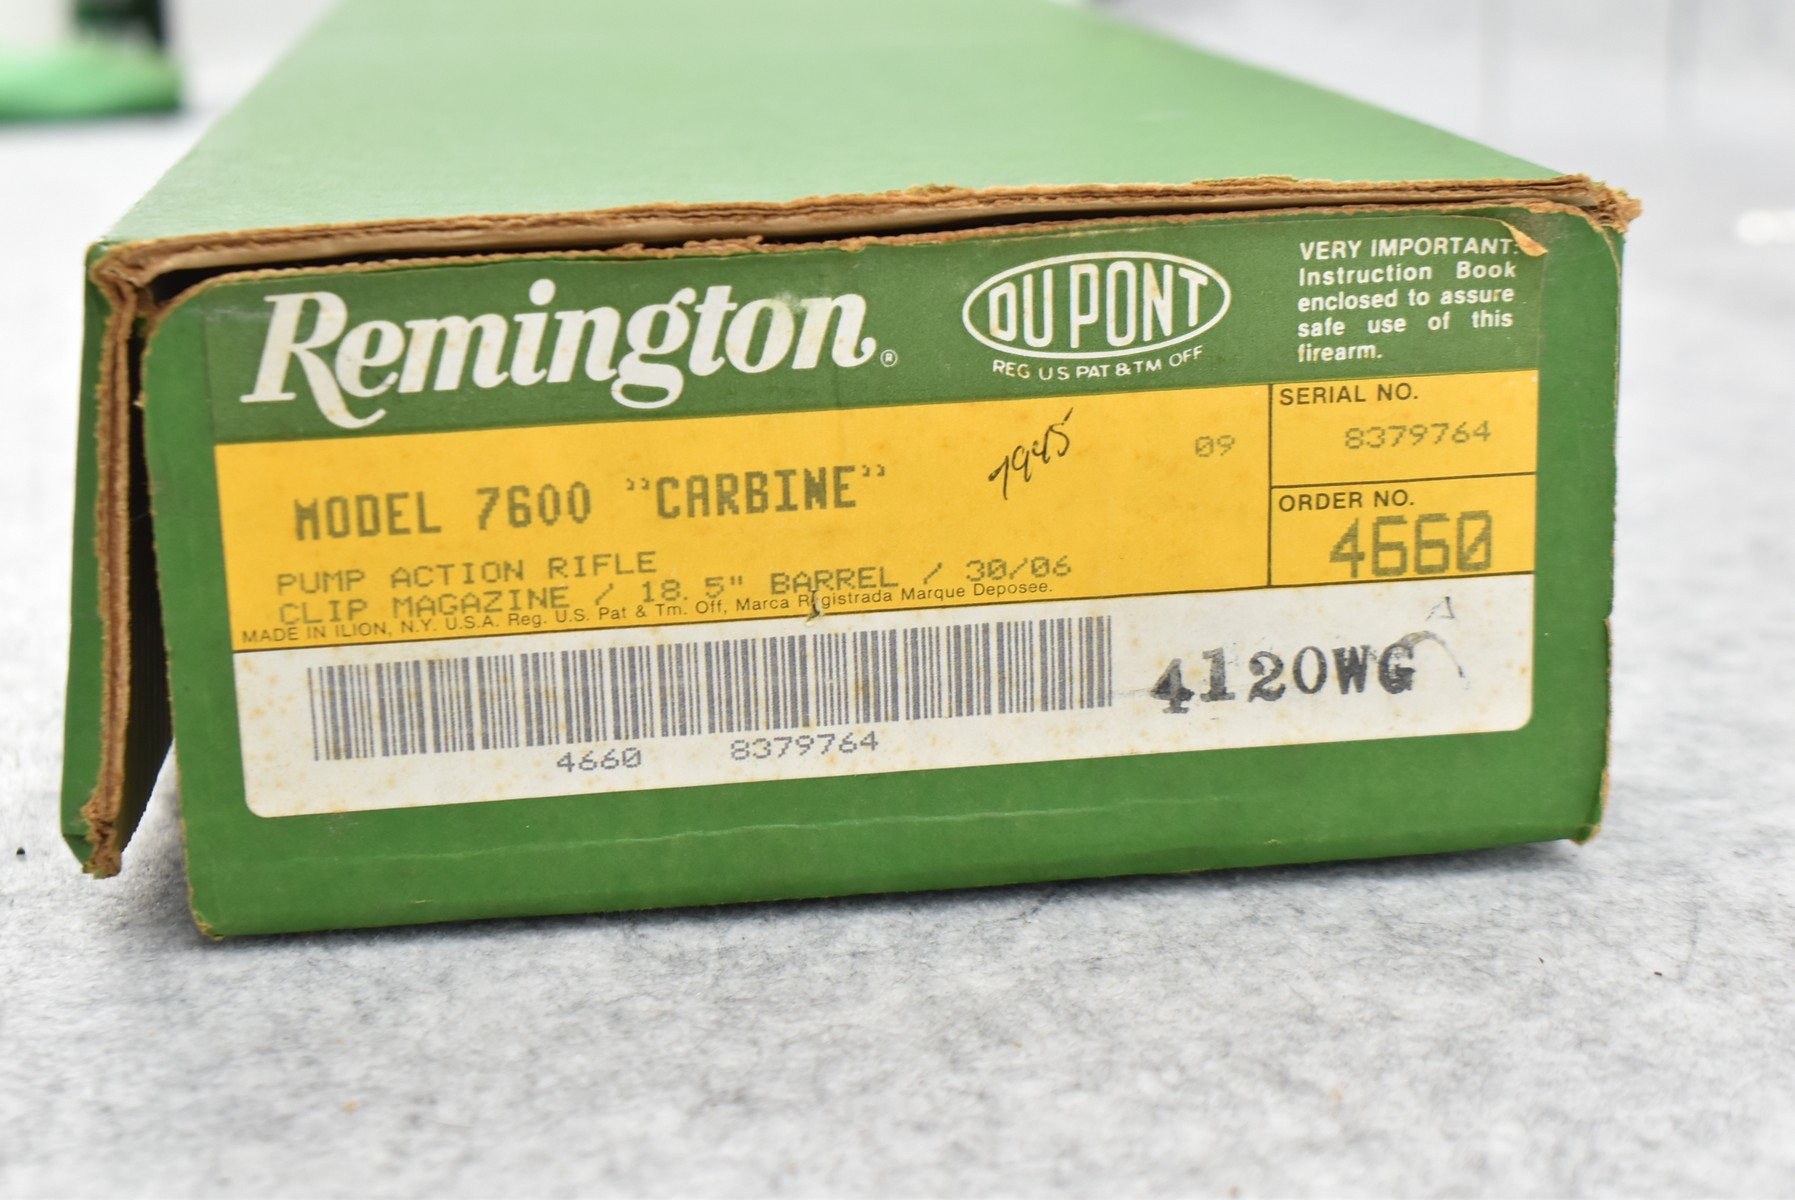 Remington®
DU PONT
REG US PAT & TM OFF
VERY IMPORTANT:
Instruction Book
enclosed to assure
safe use of this
firearm.
MODEL 7600 "CARBINE"
7945
09
SERIAL NO.
8379764
ORDER NO.
4660
PUMP ACTION RIFLE
CLIP MAGAZINE / 18.5" BARREL / 30/06
MADE IN ILION, N.Y. U.S.A. Reg. U.S. Pat & Tm. Off, Marca Registrada Marque Deposee.
4120WG
4660 8379764